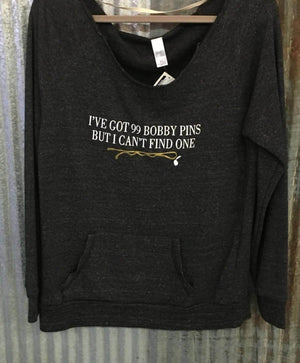 I'VE GOT 99 BOBBY PINS
BUT I CAN'T FIND ONE